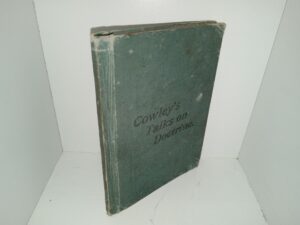 Cowley's
Talks on
Doctrine.